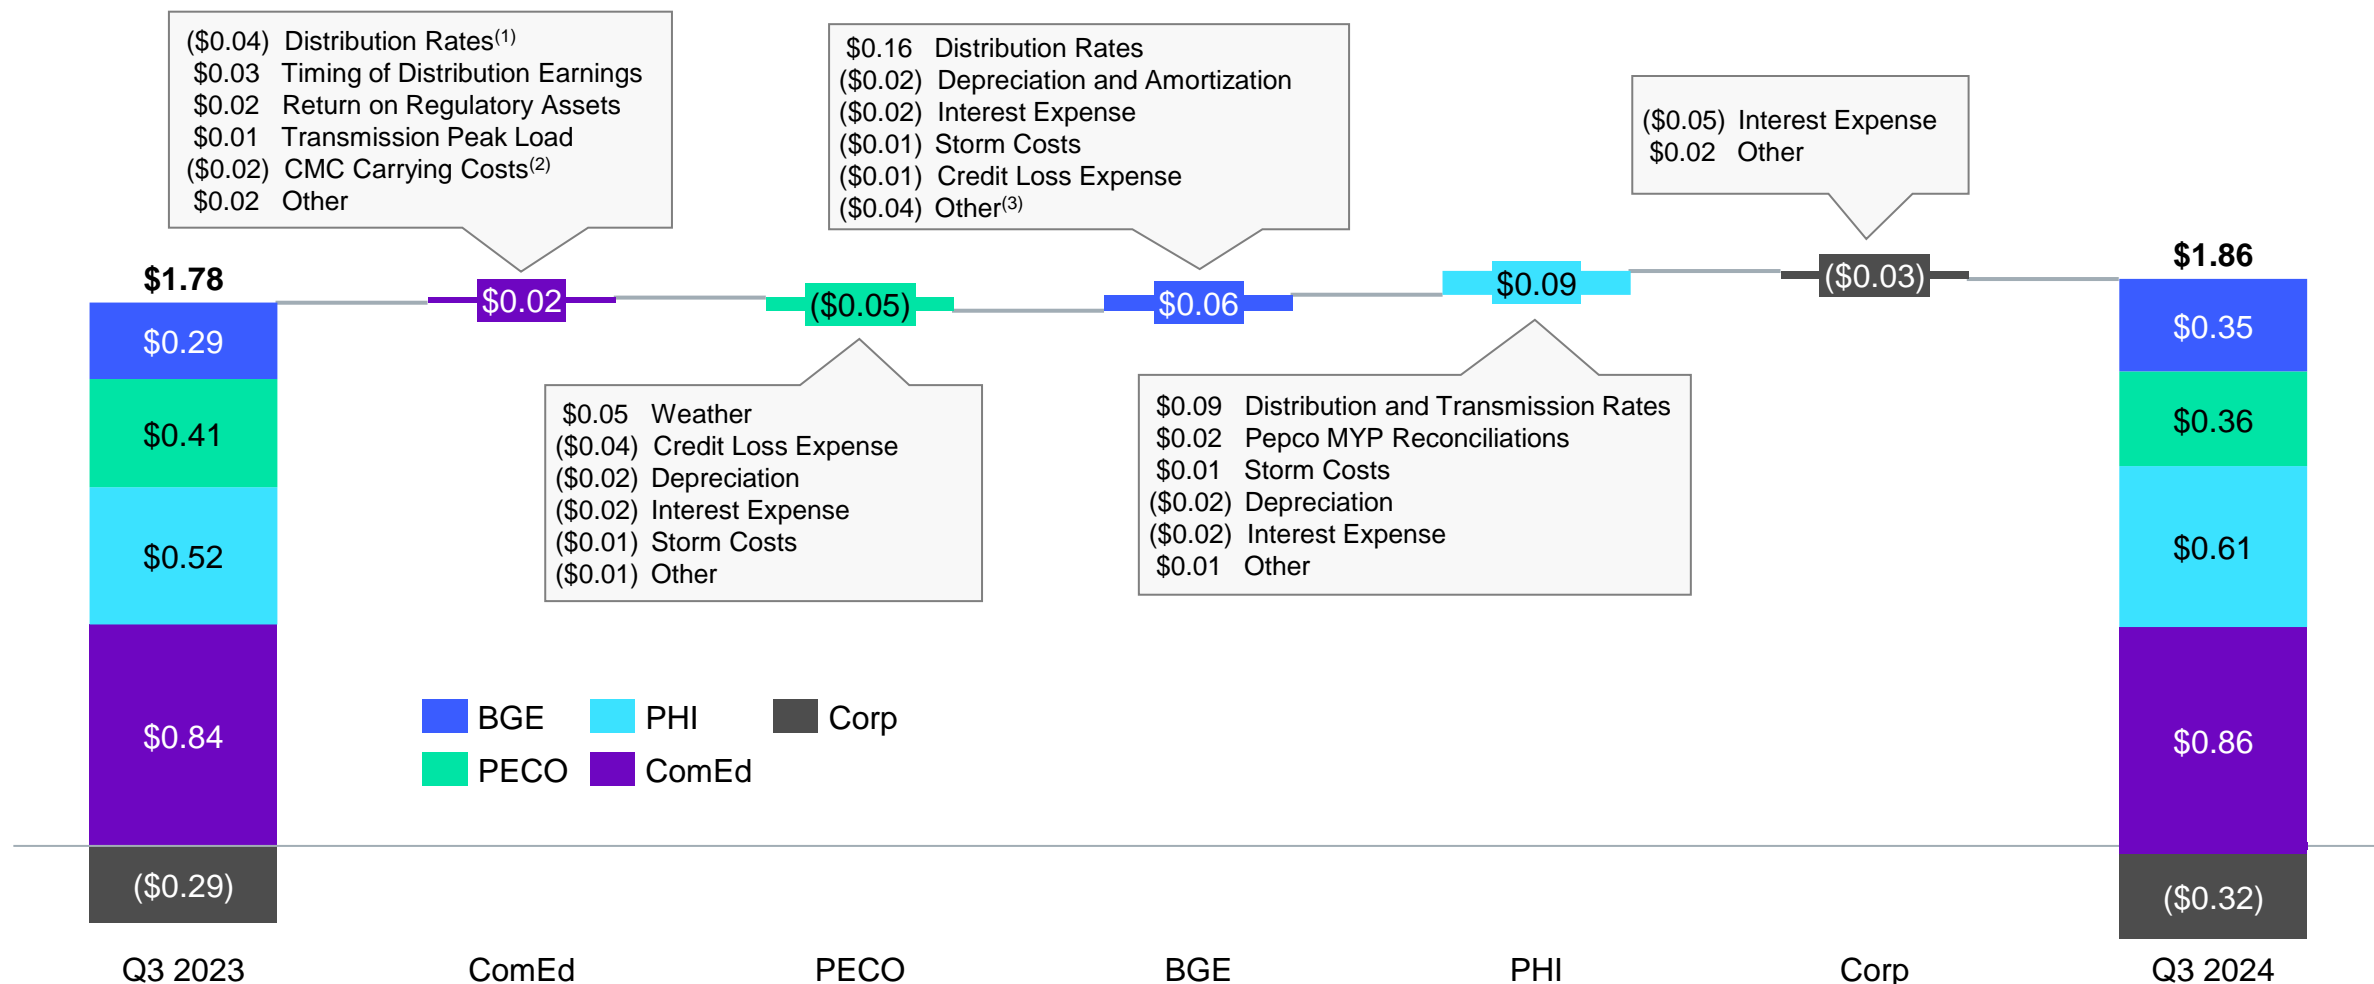 ($0.04) Distribution Rates(1)
$0.03 Timing of Distribution Earnings
$0.02 Return on Regulatory Assets
$0.01 Transmission Peak Load
($0.02) CMC Carrying Costs(2)
$0.02 Other
$0.16 Distribution Rates
($0.02) Depreciation and Amortization
($0.02) Interest Expense
($0.01) Storm Costs
($0.01) Credit Loss Expense
($0.04) Other(3)
($0.05) Interest Expense
$0.02 Other
$1.78
$0.29
$0.41
$0.52
$0.84
($0.29)
$0.02
($0.05)
$0.06
$0.09
($0.03)
$1.86
$0.35
$0.36
$0.61
$0.86
($0.32)
$0.05 Weather
($0.04) Credit Loss Expense
($0.02) Depreciation
($0.02) Interest Expense
($0.01) Storm Costs
($0.01) Other
$0.09 Distribution and Transmission Rates
$0.02 Pepco MYP Reconciliations
$0.01 Storm Costs
($0.02) Depreciation
($0.02) Interest Expense
$0.01 Other
BGE PHI Corp
PECO ComEd
Q3 2023 ComEd PECO BGE PHI Corp Q3 2024